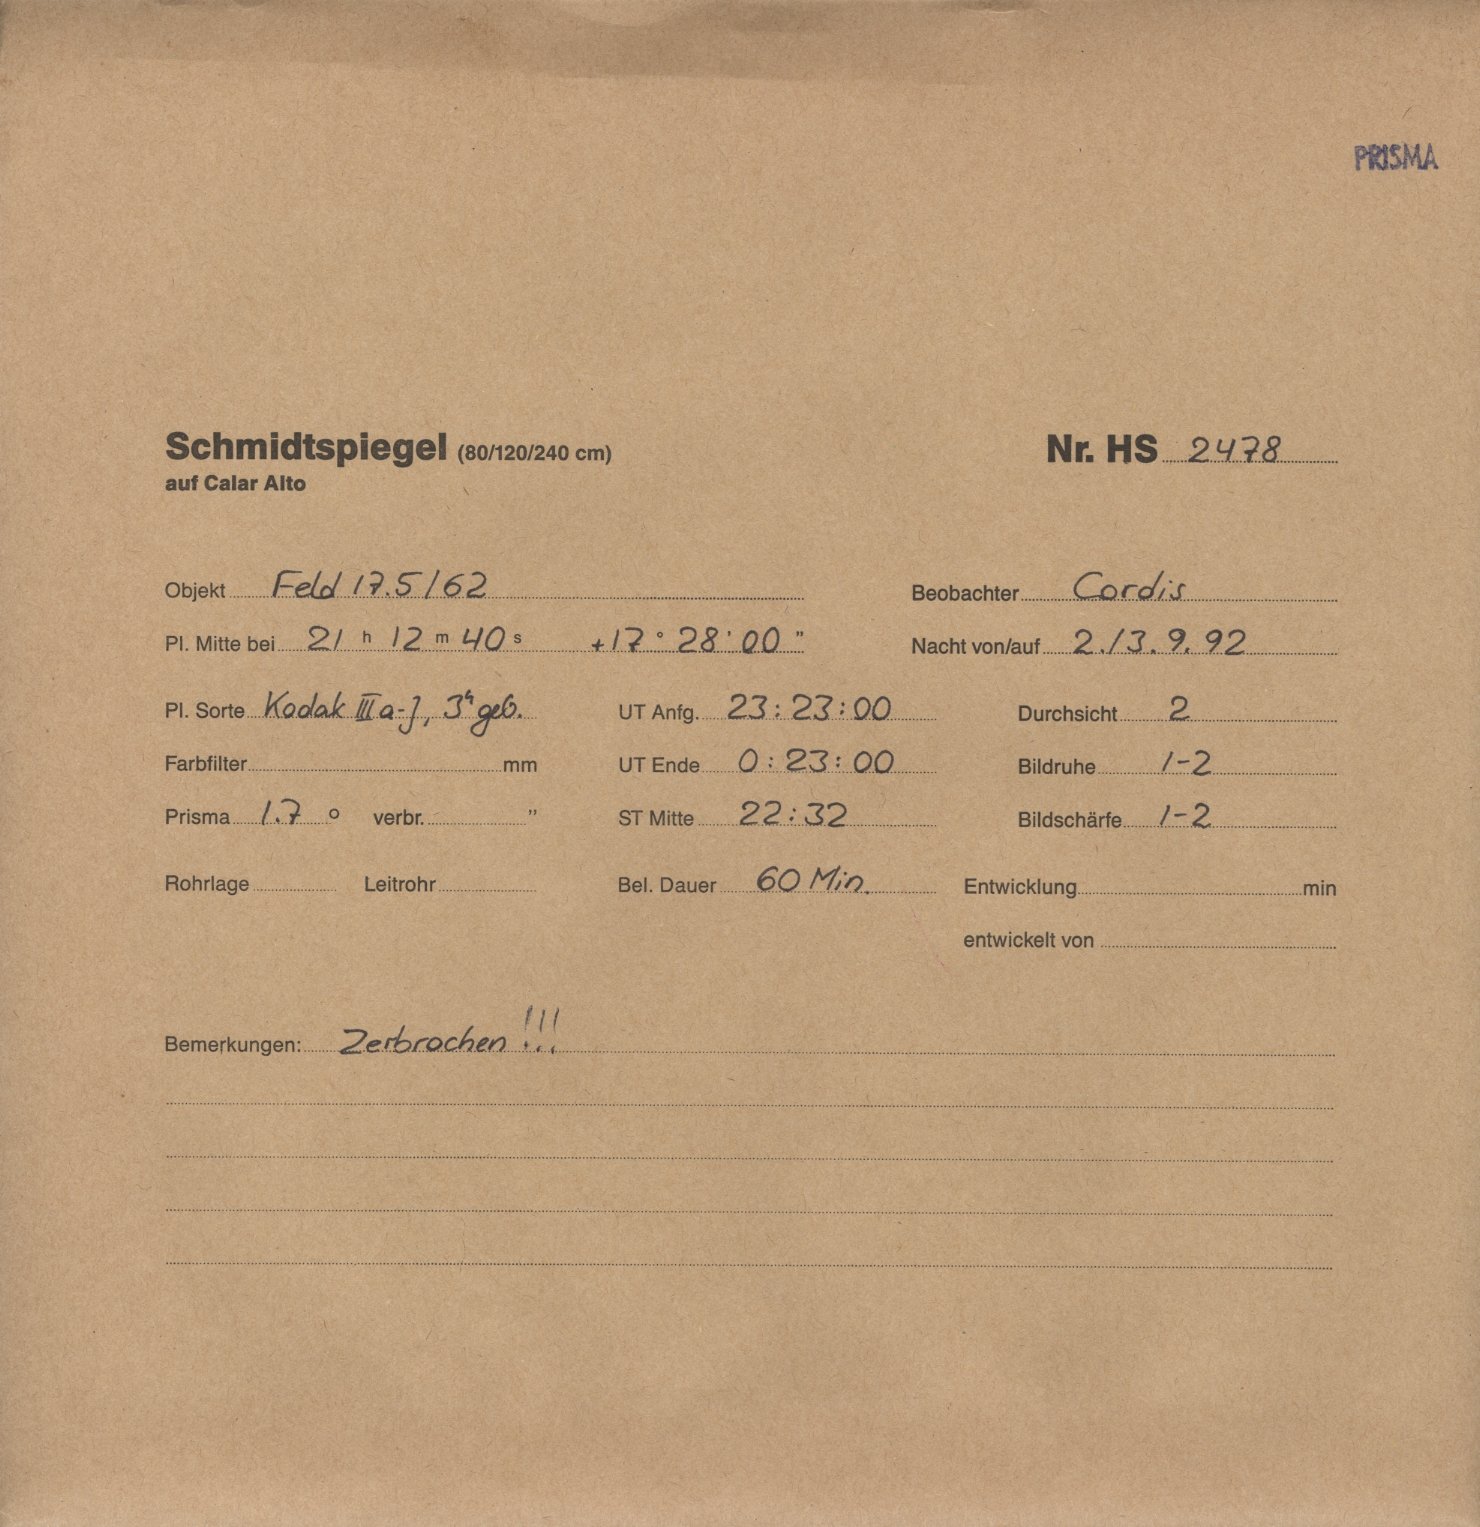 PRISMA
Schmidtspiegel (80/120/240 cm) Nr. HS 2478
auf Calar Alto
Objekt Feld 17.5/62 Beobachter Cordis
Pl. Mitte bei 21 h 12 m 40 s +17 ° 28 ' 00 " Nacht von/auf 2./3.9.92
Pl. Sorte Kodak IIIa-J, 3h geb. UT Anfg. 23:23:00 Durchsicht 2
Farbfilter mm UT Ende 0:23:00 Bildruhe 1-2
Prisma 1.7 ° verbr. " ST Mitte 22:32 Bildschärfe 1-2
Rohrlage Leitrohr Bel. Dauer 60 Min. Entwicklung min
entwickelt von
Bemerkungen: Zerbrochen !!!